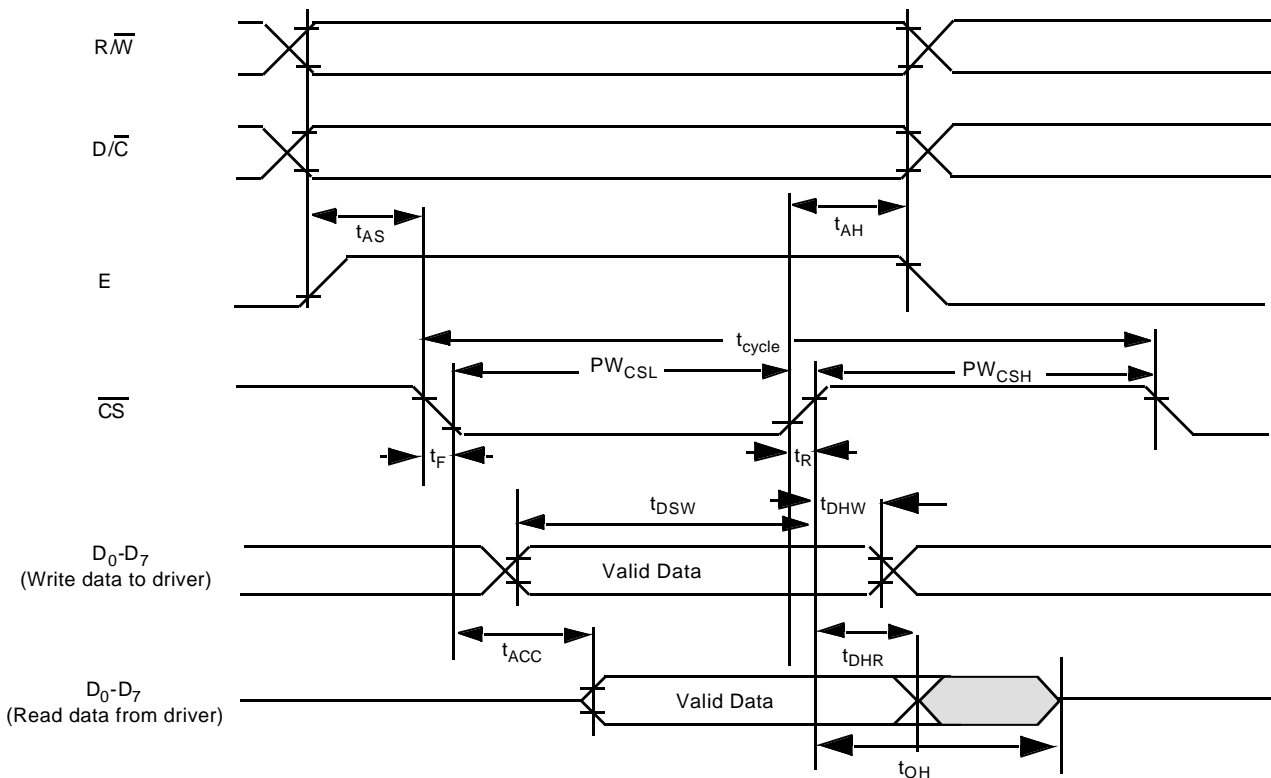 R/W̅
D/C̅
tAS
tAH
E
tcycle
PWCSL
PWCSH
C̅S̅
tF
tR
tDSW
tDHW
D0-D7
(Write data to driver)
Valid Data
tACC
tDHR
D0-D7
(Read data from driver)
Valid Data
tOH